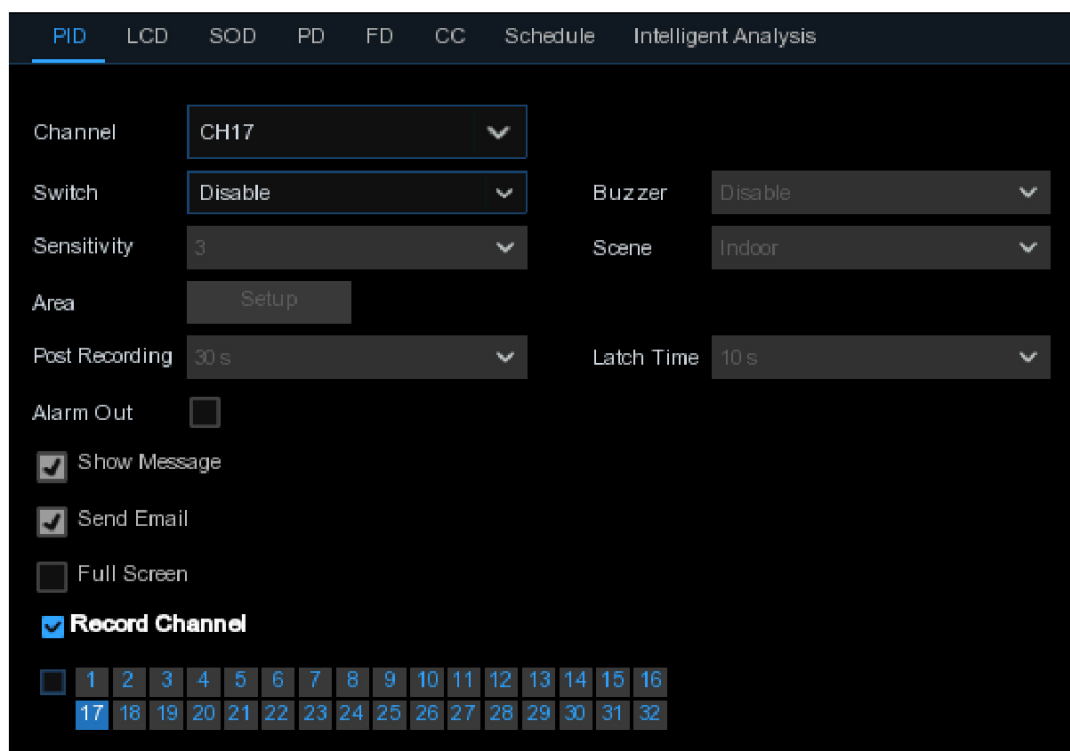 PID LCD SOD PD FD CC Schedule Intelligent Analysis
Channel CH17
Switch Disable Buzzer Disable
Sensitivity 3 Scene Indoor
Area Setup
Post Recording 30 s Latch Time 10 s
Alarm Out
Show Message
Send Email
Full Screen
Record Channel
1 2 3 4 5 6 7 8 9 10 11 12 13 14 15 16
17 18 19 20 21 22 23 24 25 26 27 28 29 30 31 32